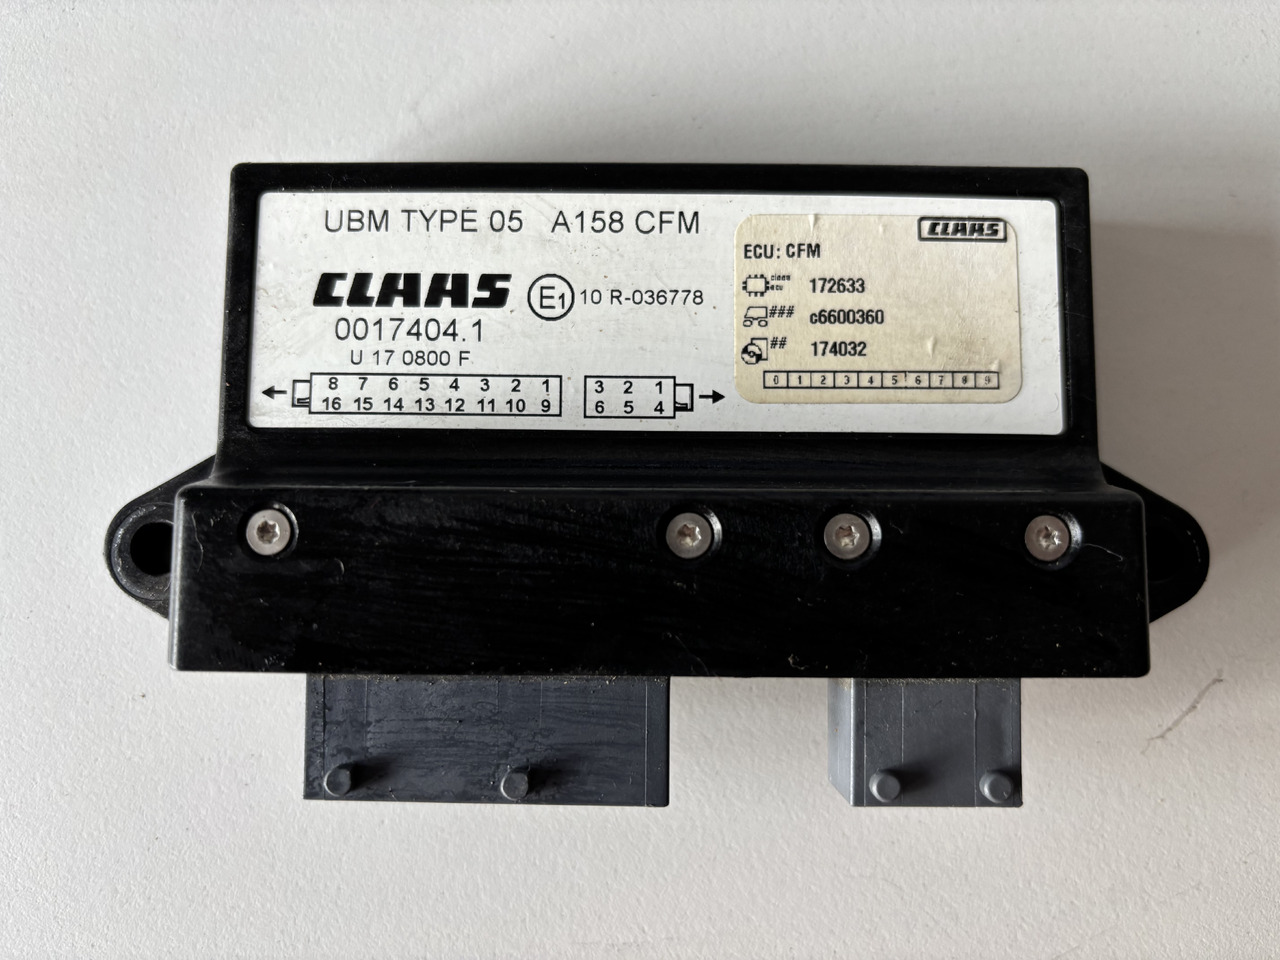 UBM TYPE 05 A158 CFM
CLAAS
E1 10 R-036778
0017404.1
U 17 0800 F
8 7 6 5 4 3 2 1
16 15 14 13 12 11 10 9
3 2 1
6 5 4
CLAAS
ECU: CFM
claas
ecu
172633
### c6600360
## 174032
0 1 2 3 4 5 6 7 8 9